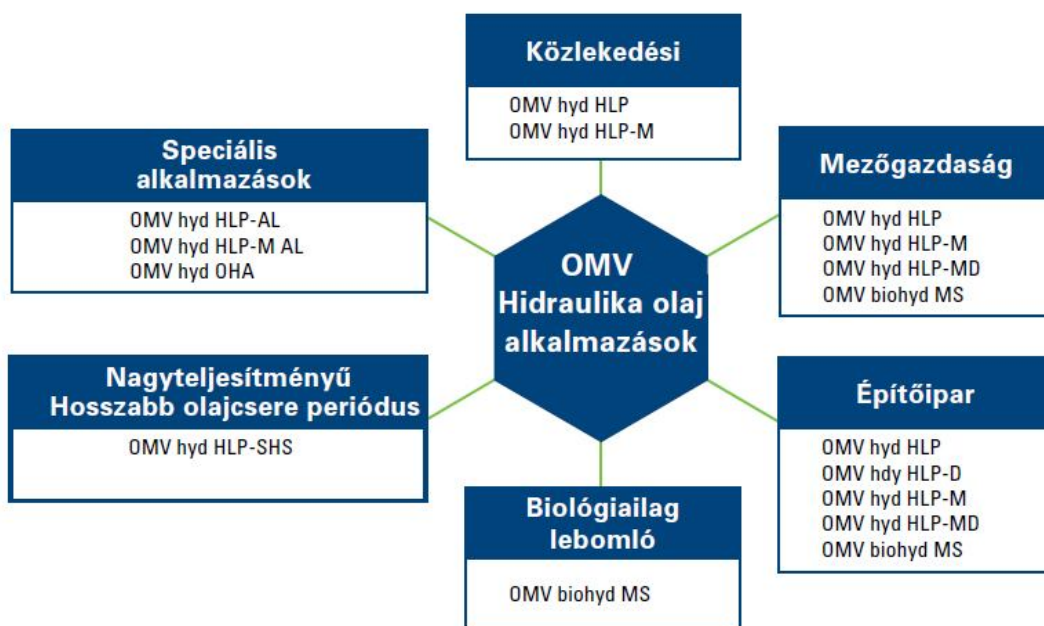 Közlekedési
OMV hyd HLP
OMV hyd HLP-M
Speciális
alkalmazások
OMV hyd HLP-AL
OMV hyd HLP-M AL
OMV hyd OHA
Mezőgazdaság
OMV hyd HLP
OMV hyd HLP-M
OMV hyd HLP-MD
OMV biohyd MS
OMV
Hidraulika olaj
alkalmazások
Nagyteljesítményű
Hosszabb olajcsere periódus
OMV hyd HLP-SHS
Építőipar
OMV hyd HLP
OMV hdy HLP-D
OMV hyd HLP-M
OMV hyd HLP-MD
OMV biohyd MS
Biológiailag
lebomló
OMV biohyd MS